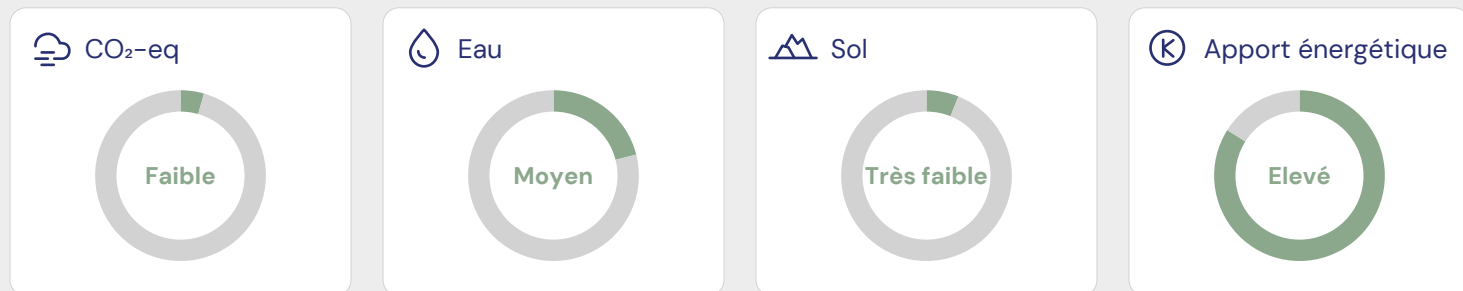 CO₂-eq
Faible
Eau
Moyen
Sol
Très faible
Apport énergétique
Elevé